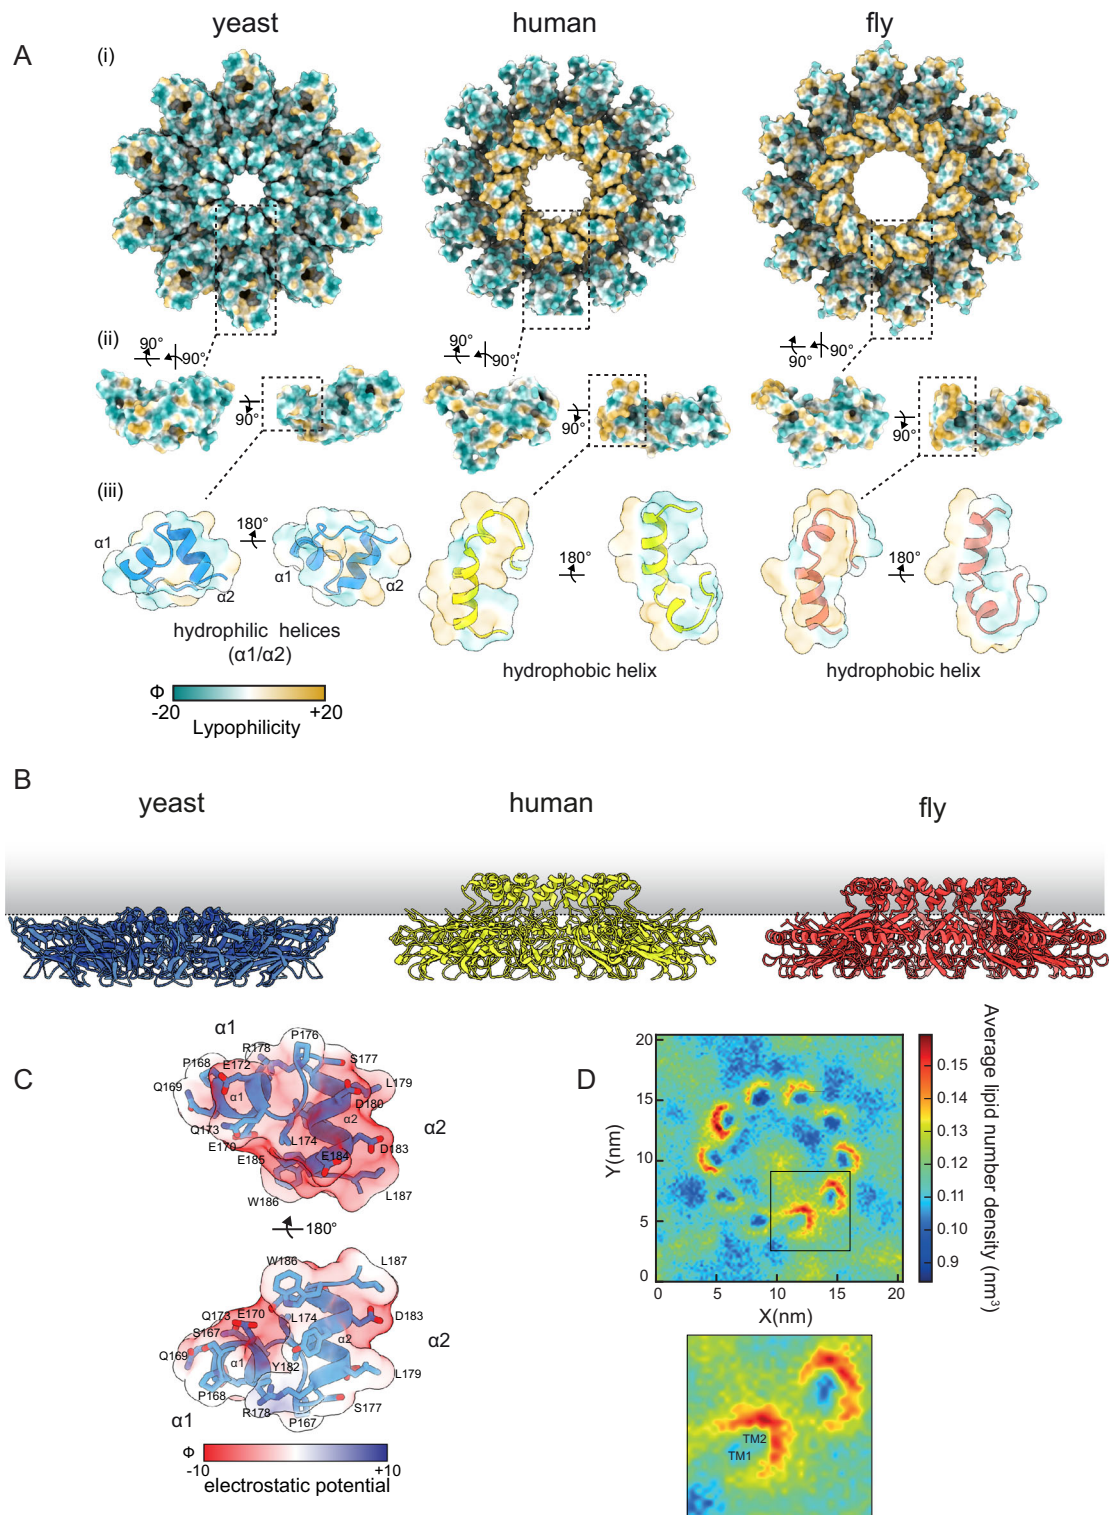 yeast human fly
A (i)
(ii)
90° 90° 90° 90° 90° 90°
90° 90° 90°
(iii)
α1 180° α1 α2 α2 180° 180°
hydrophilic helices
(α1/α2)
hydrophobic helix hydrophobic helix
Φ
-20 +20
Lypophilicity
B
yeast human fly
C
α1
P176
R178 S177
P168 E172
Q169 α1 L179
D180
α2 α2
Q173 L174
E170 D183
E185 E184
W186 L187
180°
W186 L187
Q173 E170 L174 D183
S167 α2 α2
Q169 α1 Y182 L179
P168
R178 S177
α1 P167
Φ
-10 +10
electrostatic potential
D
20
15
10
5
0
Y(nm)
0 5 10 15 20
X(nm)
0.15
0.14
0.13
0.12
0.11
0.10
0.9
Average lipid number density (nm³)
TM2
TM1